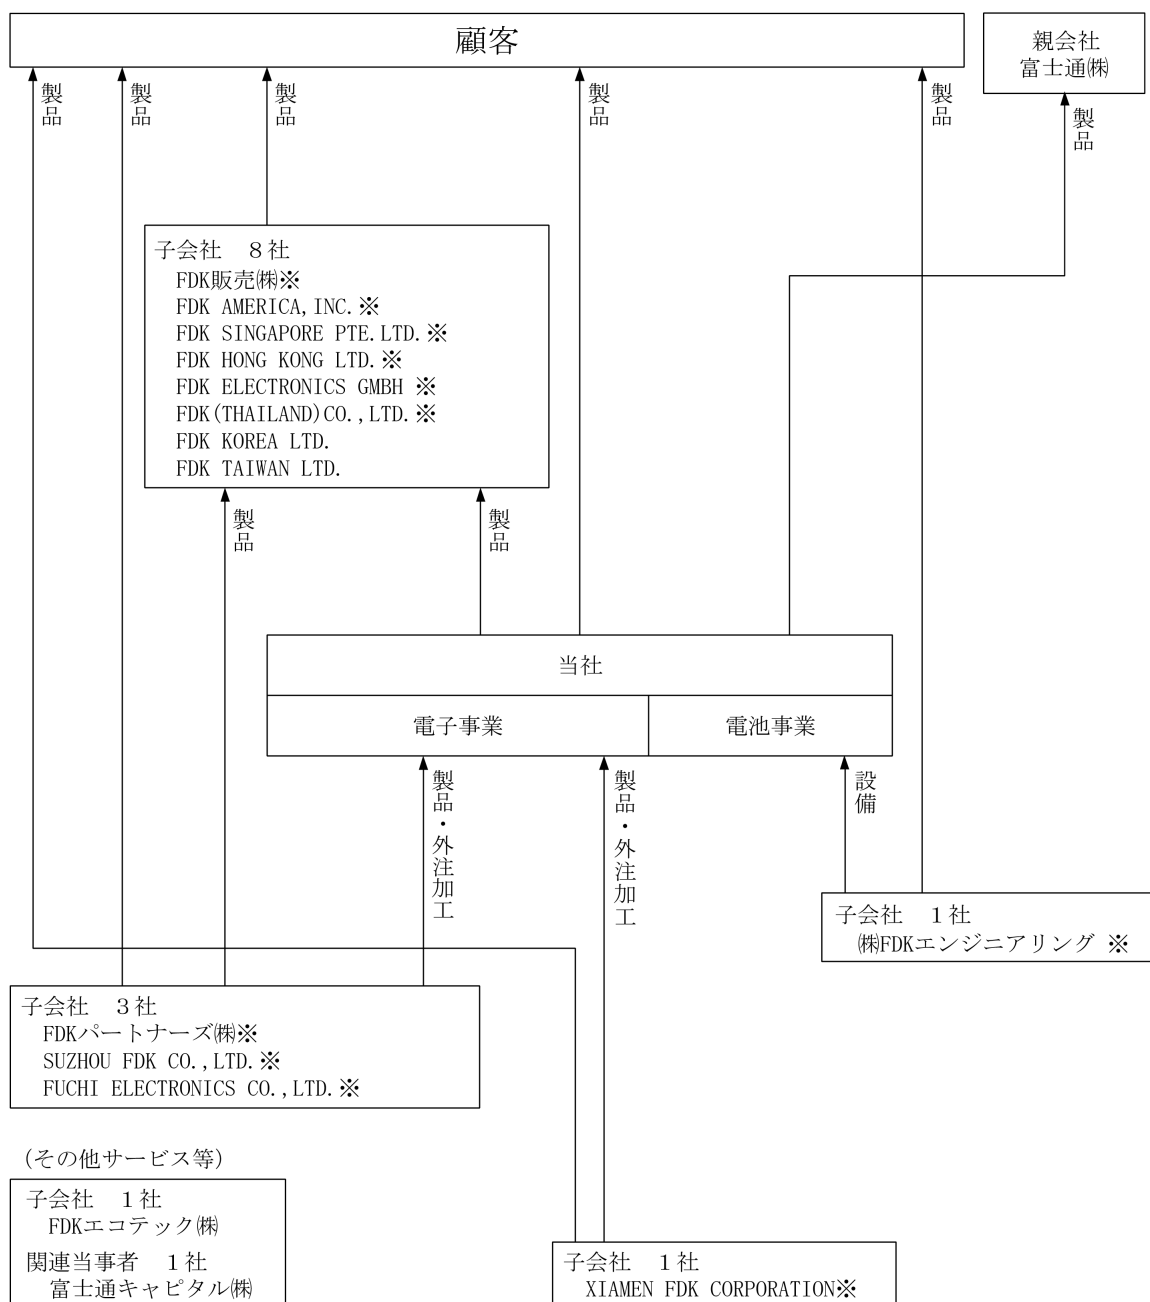 顧客
親会社
富士通㈱
製品
製品
製品
製品
製品
製品
子会社　８社
FDK販売㈱※
FDK AMERICA,INC.※
FDK SINGAPORE PTE.LTD.※
FDK HONG KONG LTD.※
FDK ELECTRONICS GMBH ※
FDK(THAILAND)CO.,LTD.※
FDK KOREA LTD.
FDK TAIWAN LTD.
製品
製品
当社
電子事業
電池事業
製品・外注加工
製品・外注加工
設備
子会社　１社
㈱FDKエンジニアリング ※
子会社　３社
FDKパートナーズ㈱※
SUZHOU FDK CO.,LTD.※
FUCHI ELECTRONICS CO.,LTD.※
(その他サービス等)
子会社　１社
FDKエコテック㈱
関連当事者　１社
富士通キャピタル㈱
子会社　１社
XIAMEN FDK CORPORATION※